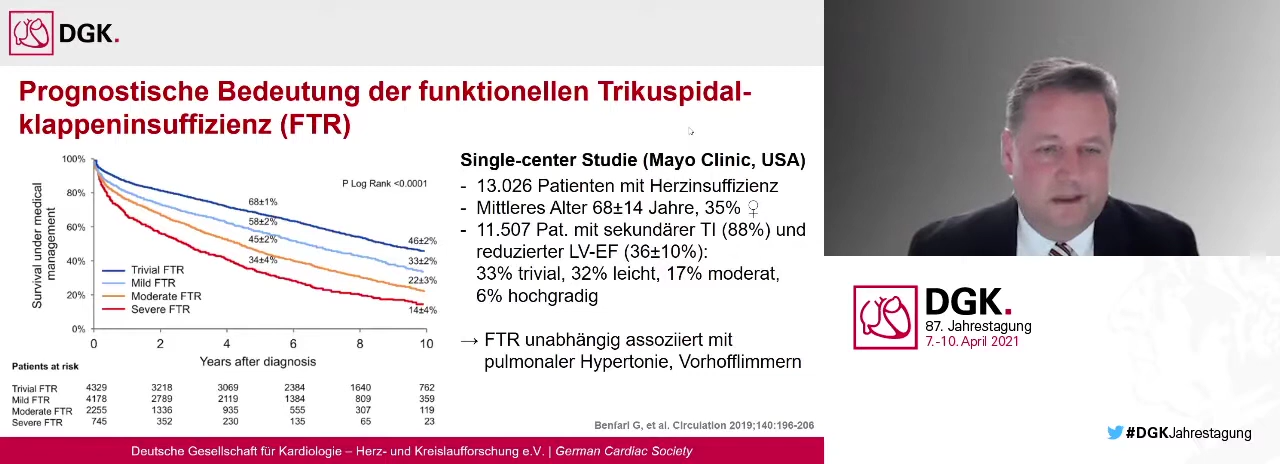 DGK.
Prognostische Bedeutung der funktionellen Trikuspidal-
klappeninsuffizienz (FTR)
100%
80%
60%
40%
20%
0%
Survival under medical
management
P Log Rank <0.0001
68±1%
58±2%
45±2%
34±4%
46±2%
33±2%
22±3%
14±4%
Trivial FTR
Mild FTR
Moderate FTR
Severe FTR
0 2 4 6 8 10
Years after diagnosis
Patients at risk
Trivial FTR 4329 3218 3069 2384 1640 762
Mild FTR 4178 2789 2119 1384 809 359
Moderate FTR 2255 1336 935 555 307 119
Severe FTR 745 352 230 135 65 23
Single-center Studie (Mayo Clinic, USA)
- 13.026 Patienten mit Herzinsuffizienz
- Mittleres Alter 68±14 Jahre, 35% ♀
- 11.507 Pat. mit sekundärer TI (88%) und
reduzierter LV-EF (36±10%):
33% trivial, 32% leicht, 17% moderat,
6% hochgradig
→ FTR unabhängig assoziiert mit
pulmonaler Hypertonie, Vorhofflimmern
Benfari G, et al. Circulation 2019;140:196-206
Deutsche Gesellschaft für Kardiologie – Herz- und Kreislaufforschung e.V. | German Cardiac Society
DGK.
87. Jahrestagung
7.-10. April 2021
#DGKJahrestagung